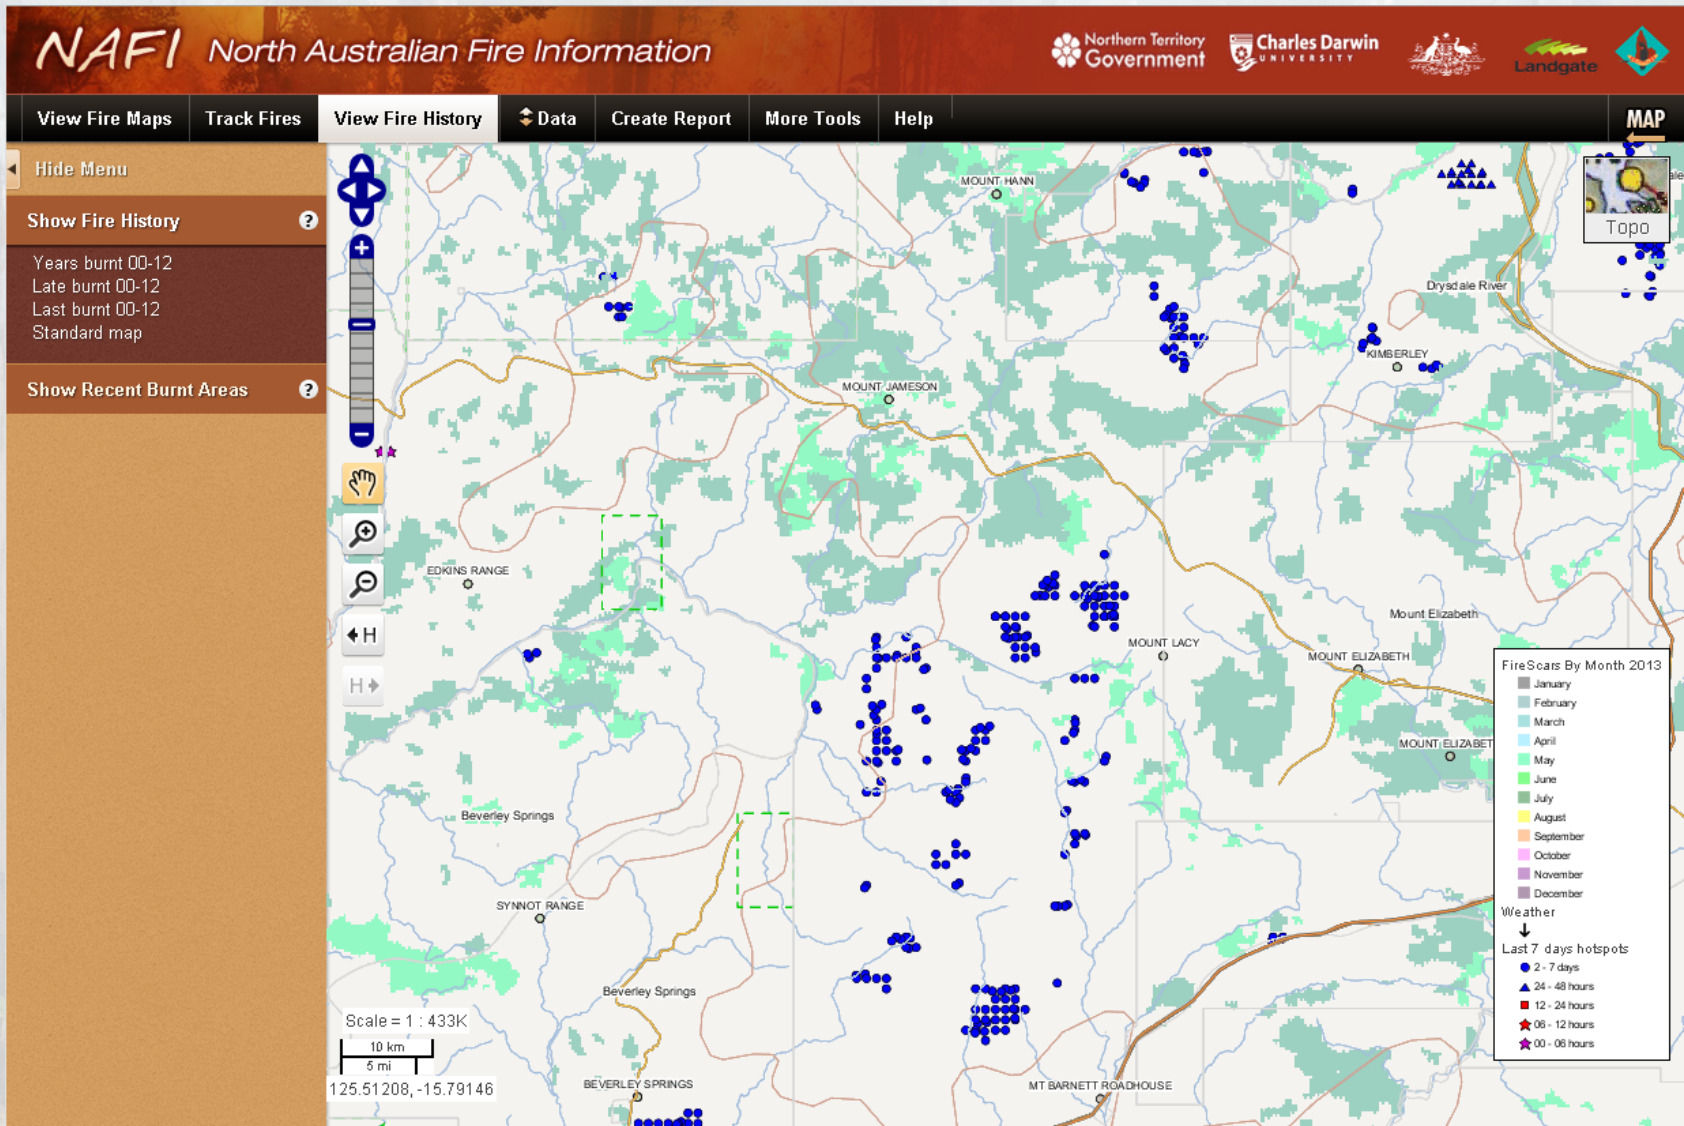 NAFI North Australian Fire Information
Northern Territory
Government
Charles Darwin
UNIVERSITY
Landgate
View Fire Maps
Track Fires
View Fire History
Data
Create Report
More Tools
Help
MAP
Hide Menu
Show Fire History ?
Years burnt 00-12
Late burnt 00-12
Last burnt 00-12
Standard map
Show Recent Burnt Areas ?
H
H
Topo
MOUNT HANN
Drysdale River
KIMBERLEY
MOUNT JAMESON
EDKINS RANGE
Mount Elizabeth
MOUNT LACY
MOUNT ELIZABETH
MOUNT ELIZABET
Beverley Springs
SYNNOT RANGE
Beverley Springs
BEVERLEY SPRINGS
MT BARNETT ROADHOUSE
Scale = 1 : 433K
10 km
5 mi
125.51208, -15.79146
FireScars By Month 2013
January
February
March
April
May
June
July
August
September
October
November
December
Weather
Last 7 days hotspots
2 - 7 days
24 - 48 hours
12 - 24 hours
06 - 12 hours
00 - 06 hours